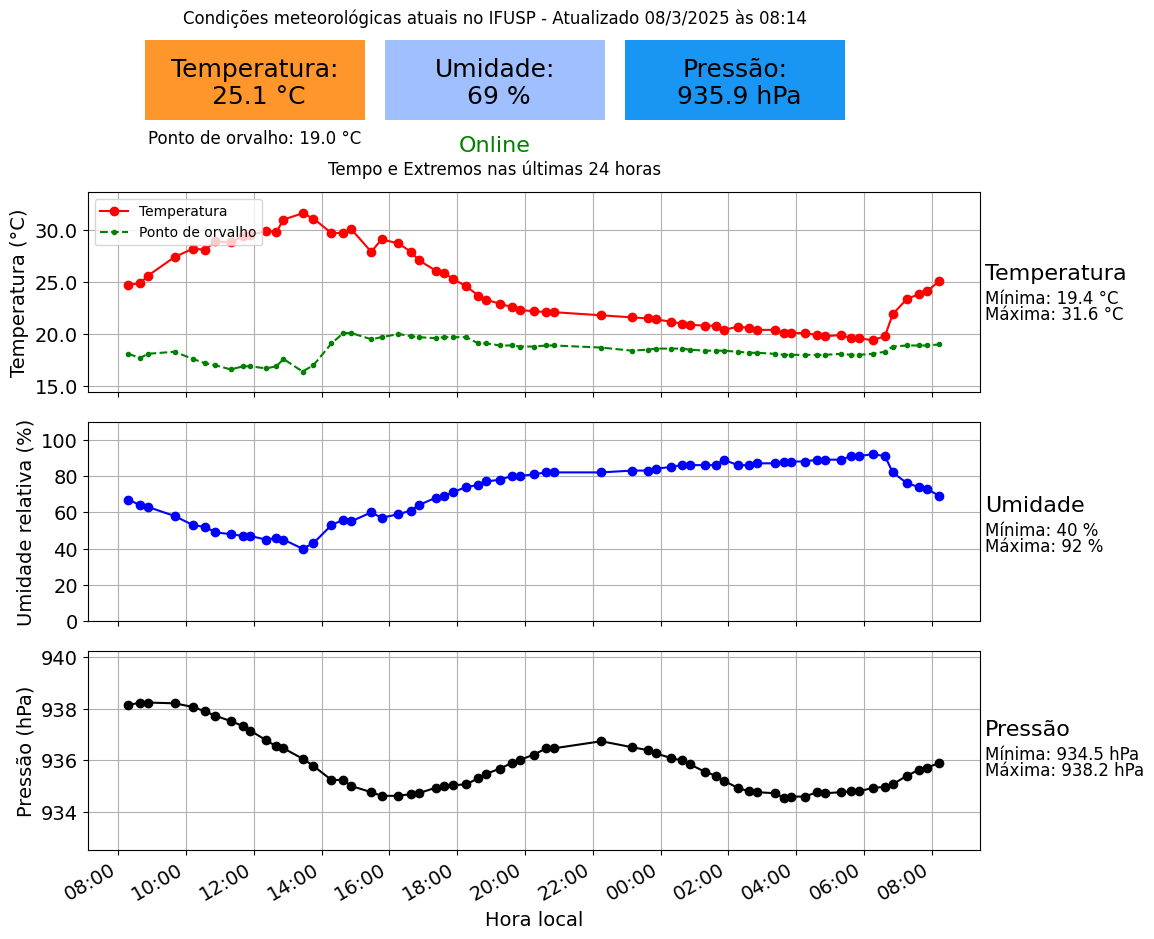 Condições meteorológicas atuais no IFUSP - Atualizado 08/3/2025 às 08:14
Temperatura:
25.1 °C
Umidade:
69 %
Pressão:
935.9 hPa
Ponto de orvalho: 19.0 °C
Online
Tempo e Extremos nas últimas 24 horas
Temperatura (°C)
30.0
25.0
20.0
15.0
Temperatura
Ponto de orvalho
Temperatura
Mínima: 19.4 °C
Máxima: 31.6 °C
Umidade relativa (%)
100
80
60
40
20
0
Umidade
Mínima: 40 %
Máxima: 92 %
Pressão (hPa)
940
938
936
934
Pressão
Mínima: 934.5 hPa
Máxima: 938.2 hPa
08:00 10:00 12:00 14:00 16:00 18:00 20:00 22:00 00:00 02:00 04:00 06:00 08:00
Hora local